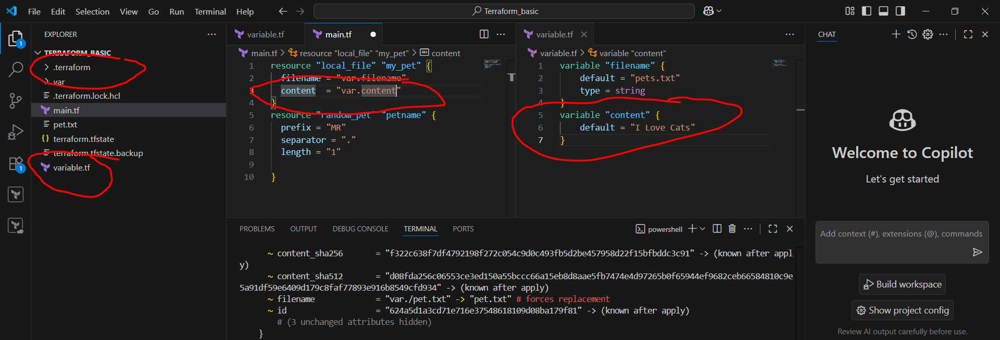 File Edit Selection View Go Run Terminal Help
Terraform_basic
EXPLORER
TERRAFORM_BASIC
.terraform
var
.terraform.lock.hcl
main.tf
pet.txt
terraform.tfstate
terraform.tfstate.backup
variable.tf
1
1
variable.tf main.tf
main.tf > resource "local_file" "my_pet" > content
1 resource "local_file" "my_pet" {
2 filename = "var.filename"
3 content = "var.content"
4 }
5 resource "random_pet" "petname" {
6 prefix = "MR"
7 separator = "."
8 length = "1"
9
10 }
variable.tf
variable.tf > variable "content"
1 variable "filename" {
2 default = "pets.txt"
3 type = string
4 }
5 variable "content" {
6 default = "I Love Cats"
7 }
PROBLEMS OUTPUT DEBUG CONSOLE TERMINAL PORTS
powershell
~ content_sha256 = "f322c638f7df4792198f272c054c9d0c493fb5d2be457958d22f15bfbddc3c91" -> (known after appl
y)
~ content_sha512 = "d08fda256c06553ce3ed150a55bccc66a15eb8d8aae5fb7474e4d97265b0f65944ef9682ceb66584810c9e
5a91df59e6409d179c8faf77893e916b8549cfd934" -> (known after apply)
~ filename = "var./pet.txt" -> "pet.txt" # forces replacement
~ id = "624a5d1a3cd71e716e37548618109d08ba179f81" -> (known after apply)
# (3 unchanged attributes hidden)
}
CHAT
Welcome to Copilot
Let's get started
Add context (#), extensions (@), commands
Build workspace
Show project config
Review AI output carefully before use.